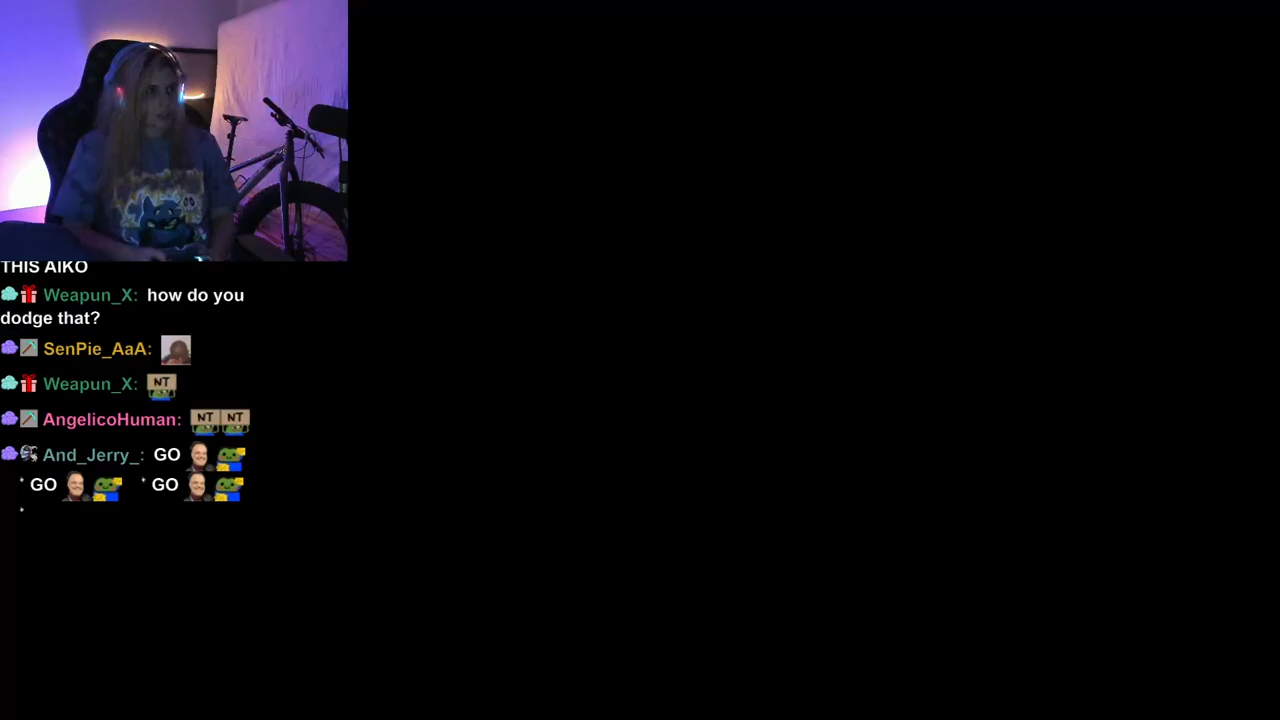 THIS AIKO
Weapun_X: how do you
dodge that?
SenPie_AaA:
Weapun_X: NT
AngelicoHuman: NT NT
And_Jerry_: GO
GO GO